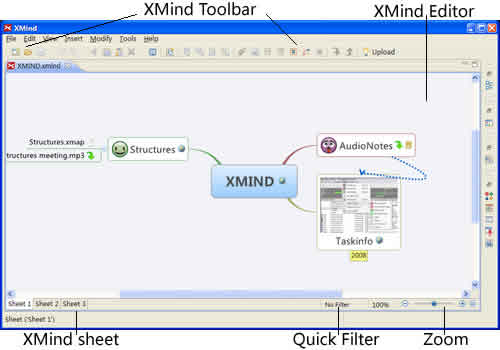 XMind Toolbar
XMind Editor
XMind
File Edit View Insert Modify Tools Help
Upload
XMIND.xmind
Structures.xmap
tructures meeting.mp3
Structures
XMIND
AudioNotes
Taskinfo
2008
Sheet 1 Sheet 2 Sheet 3
No Filter
100%
Sheet ('Sheet 1')
XMind sheet
Quick Filter
Zoom